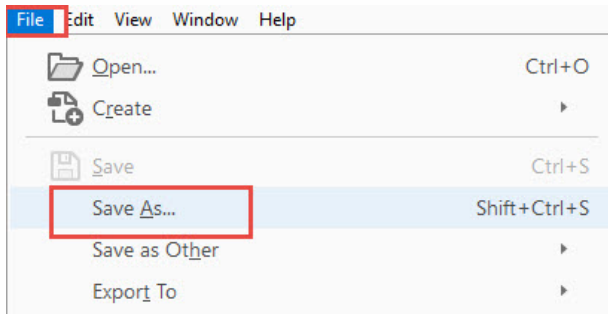 File Edit View Window Help
Open... Ctrl+O
Create
Save Ctrl+S
Save As... Shift+Ctrl+S
Save as Other
Export To